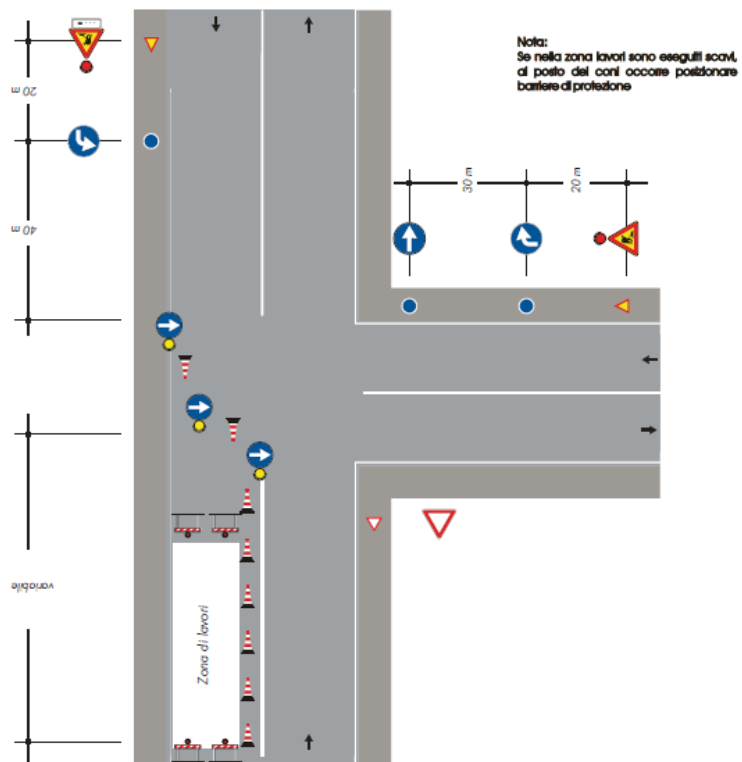 Nota:
Se nella zona lavori sono eseguiti scavi,
al posto dei coni occorre posizionare
barriere di protezione
20 m
40 m
30 m
20 m
variabile
Zona di lavori